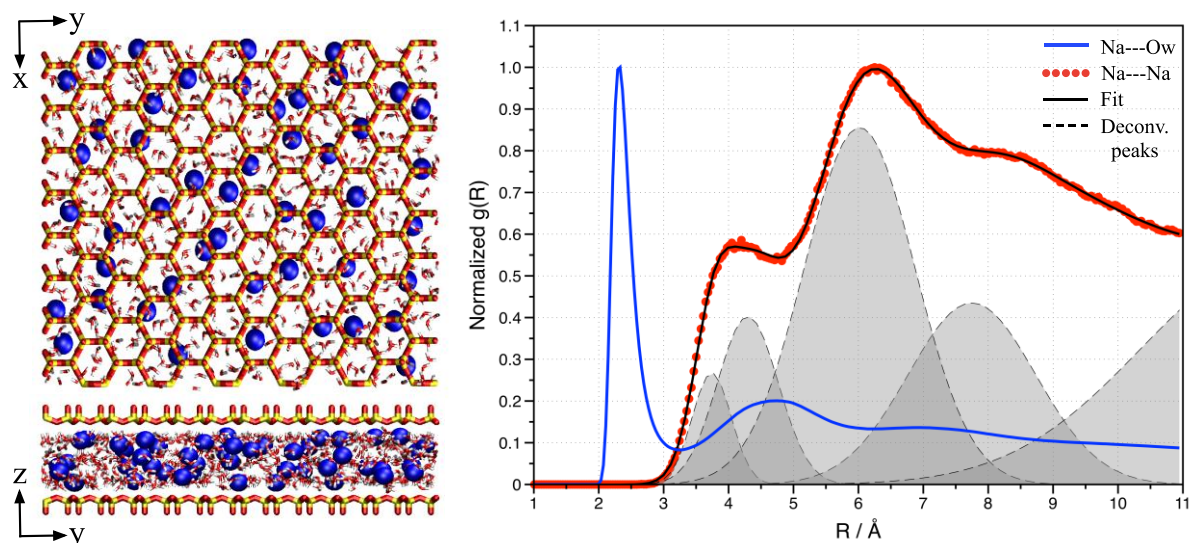 y
x
z
y
Normalized g(R)
1.1
1.0
0.9
0.8
0.7
0.6
0.5
0.4
0.3
0.2
0.1
0
Na---Ow
Na---Na
Fit
Deconv.
peaks
1 2 3 4 5 6 7 8 9 10 11
R / Å